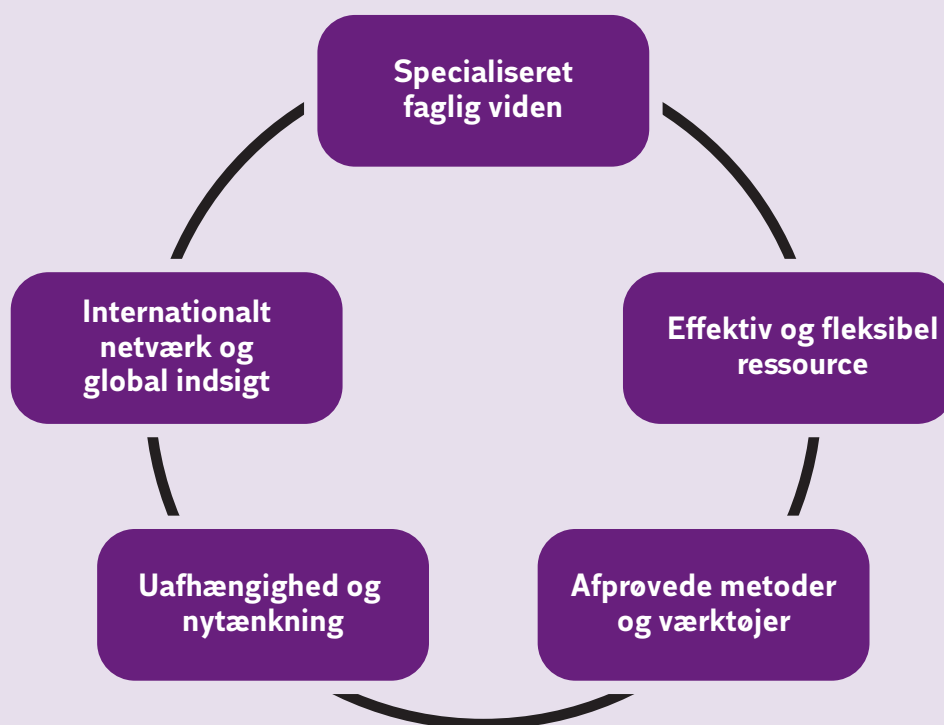 Specialiseret
faglig viden
Internationalt
netværk og
global indsigt
Effektiv og fleksibel
ressource
Uafhængighed og
nytænkning
Afprøvede metoder
og værktøjer